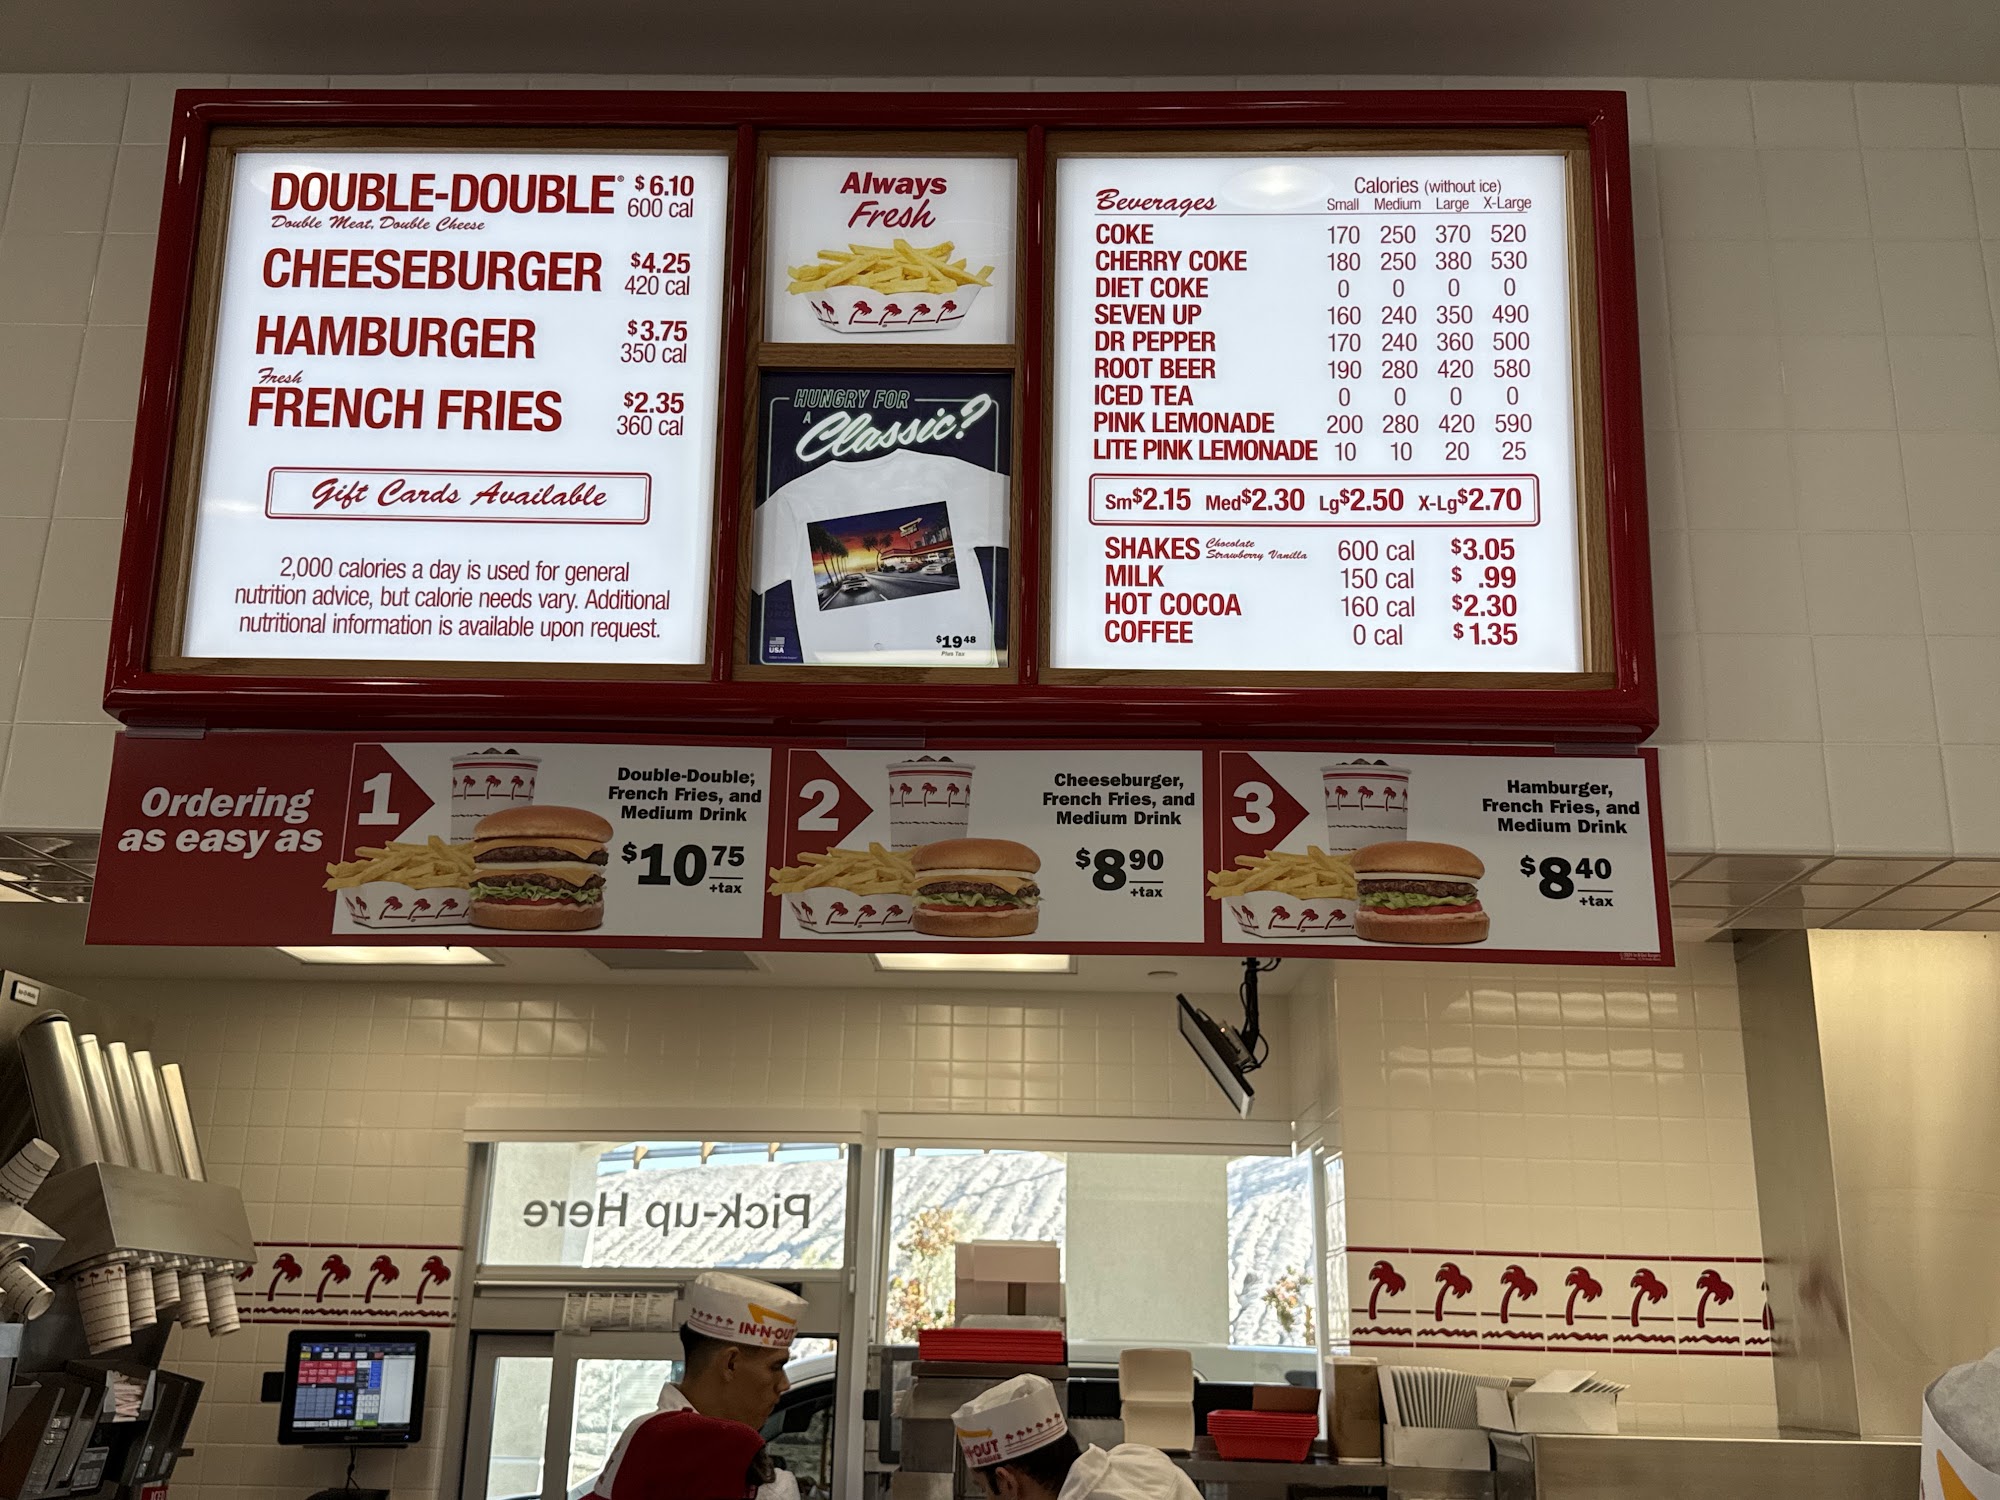 DOUBLE-DOUBLE® $6.10
Double Meat, Double Cheese 600 cal
CHEESEBURGER $4.25
420 cal
HAMBURGER $3.75
350 cal
Fresh
FRENCH FRIES $2.35
360 cal
Gift Cards Available
2,000 calories a day is used for general
nutrition advice, but calorie needs vary. Additional
nutritional information is available upon request.
Always
Fresh
HUNGRY FOR
A
Classic?
USA
$19.48
Plus Tax
Beverages Calories (without ice)
Small Medium Large X-Large
COKE 170 250 370 520
CHERRY COKE 180 250 380 530
DIET COKE 0 0 0 0
SEVEN UP 160 240 350 490
DR PEPPER 170 240 360 500
ROOT BEER 190 280 420 580
ICED TEA 0 0 0 0
PINK LEMONADE 200 280 420 590
LITE PINK LEMONADE 10 10 20 25
Sm$2.15 Med$2.30 Lg$2.50 X-Lg$2.70
SHAKES Chocolate Strawberry Vanilla 600 cal $3.05
MILK 150 cal $ .99
HOT COCOA 160 cal $2.30
COFFEE 0 cal $1.35
Ordering
as easy as
1
Double-Double,
French Fries, and
Medium Drink
$10.75
+tax
2
Cheeseburger,
French Fries, and
Medium Drink
$8.90
+tax
3
Hamburger,
French Fries, and
Medium Drink
$8.40
+tax
Pick-up Here
IN-N-OUT